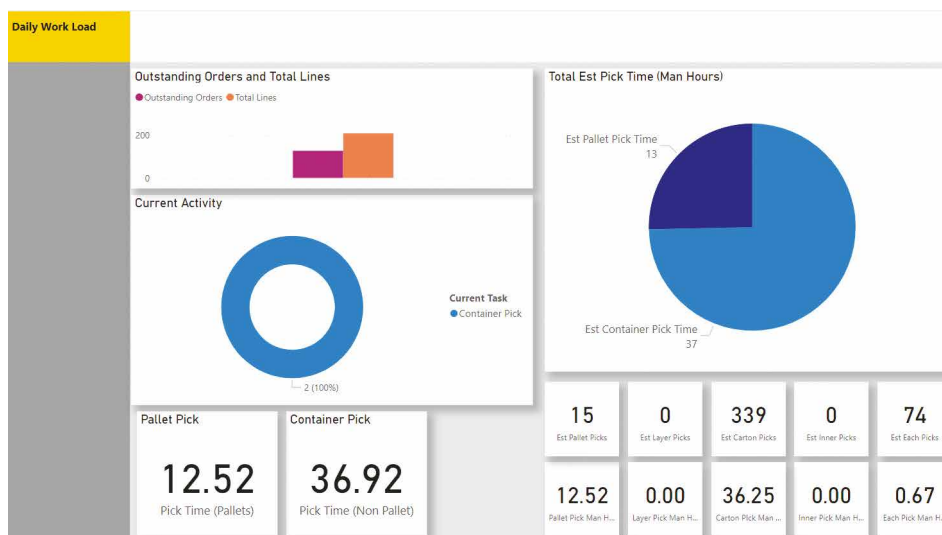 Daily Work Load
Outstanding Orders and Total Lines
Outstanding Orders Total Lines
200
0
Current Activity
Current Task
Container Pick
2 (100%)
Pallet Pick
12.52
Pick Time (Pallets)
Container Pick
36.92
Pick Time (Non Pallet)
Total Est Pick Time (Man Hours)
Est Pallet Pick Time
13
Est Container Pick Time
37
15
Est Pallet Picks
0
Est Layer Picks
339
Est Carton Picks
0
Est Inner Picks
74
Est Each Picks
12.52
Pallet Pick Man H...
0.00
Layer Pick Man H...
36.25
Carton Pick Man ...
0.00
Inner Pick Man H...
0.67
Each Pick Man H...